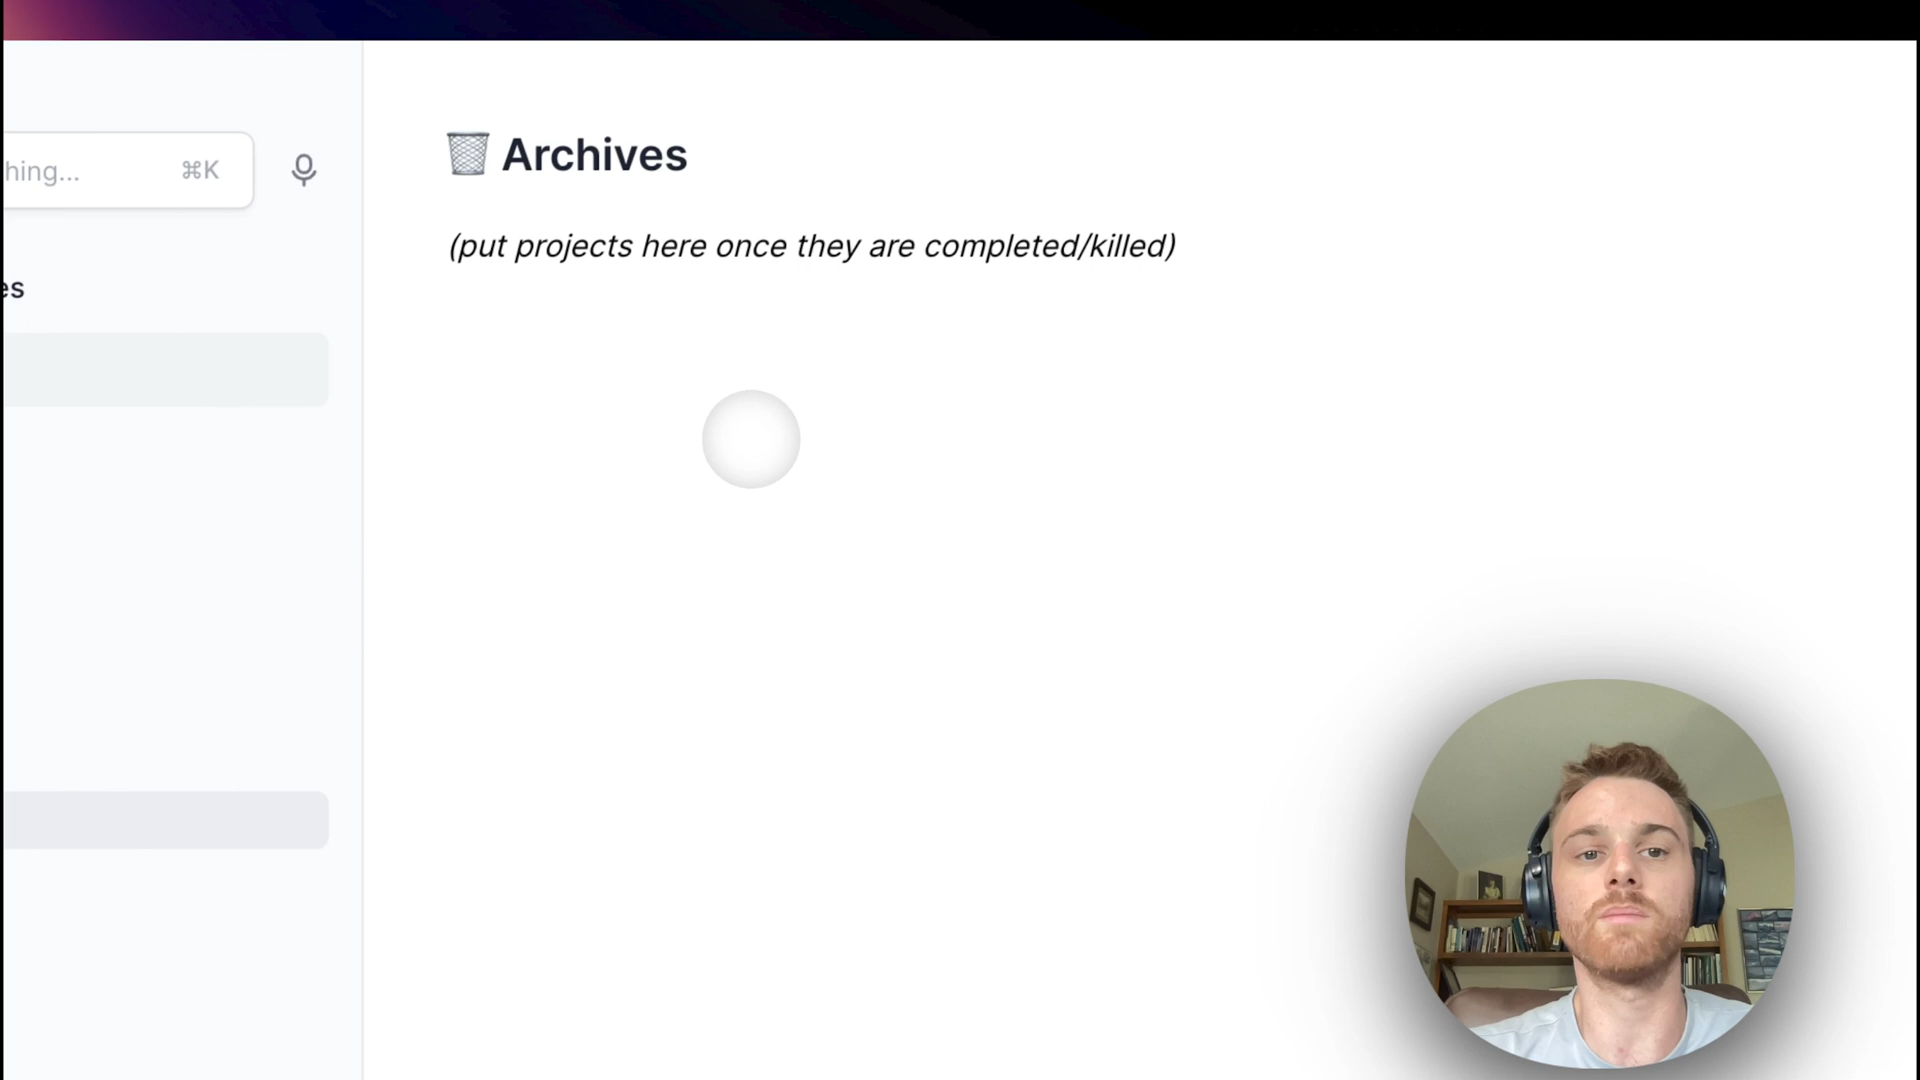 🗑️ Archives
hing... ⌘K
(put projects here once they are completed/killed)
es